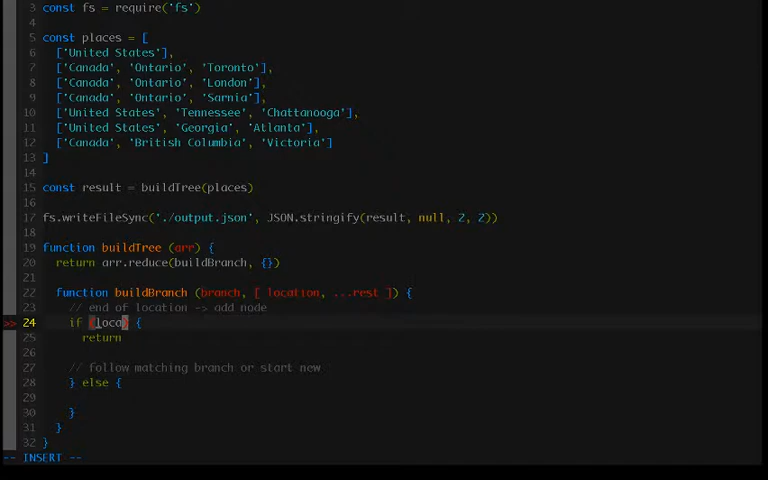 3 const fs = require('fs')
4
5 const places = [
6 ['United States'],
7 ['Canada', 'Ontario', 'Toronto'],
8 ['Canada', 'Ontario', 'London'],
9 ['Canada', 'Ontario', 'Sarnia'],
10 ['United States', 'Tennessee', 'Chattanooga'],
11 ['United States', 'Georgia', 'Atlanta'],
12 ['Canada', 'British Columbia', 'Victoria']
13 ]
14
15 const result = buildTree(places)
16
17 fs.writeFileSync('./output.json', JSON.stringify(result, null, 2, 2))
18
19 function buildTree (arr) {
20 return arr.reduce(buildBranch, {})
21
22 function buildBranch (branch, [ location, ...rest ]) {
23 // end of location -> add node
>> 24 if (loca) {
25 return
26
27 // follow matching branch or start new
28 } else {
29
30 }
31 }
32 }
-- INSERT --